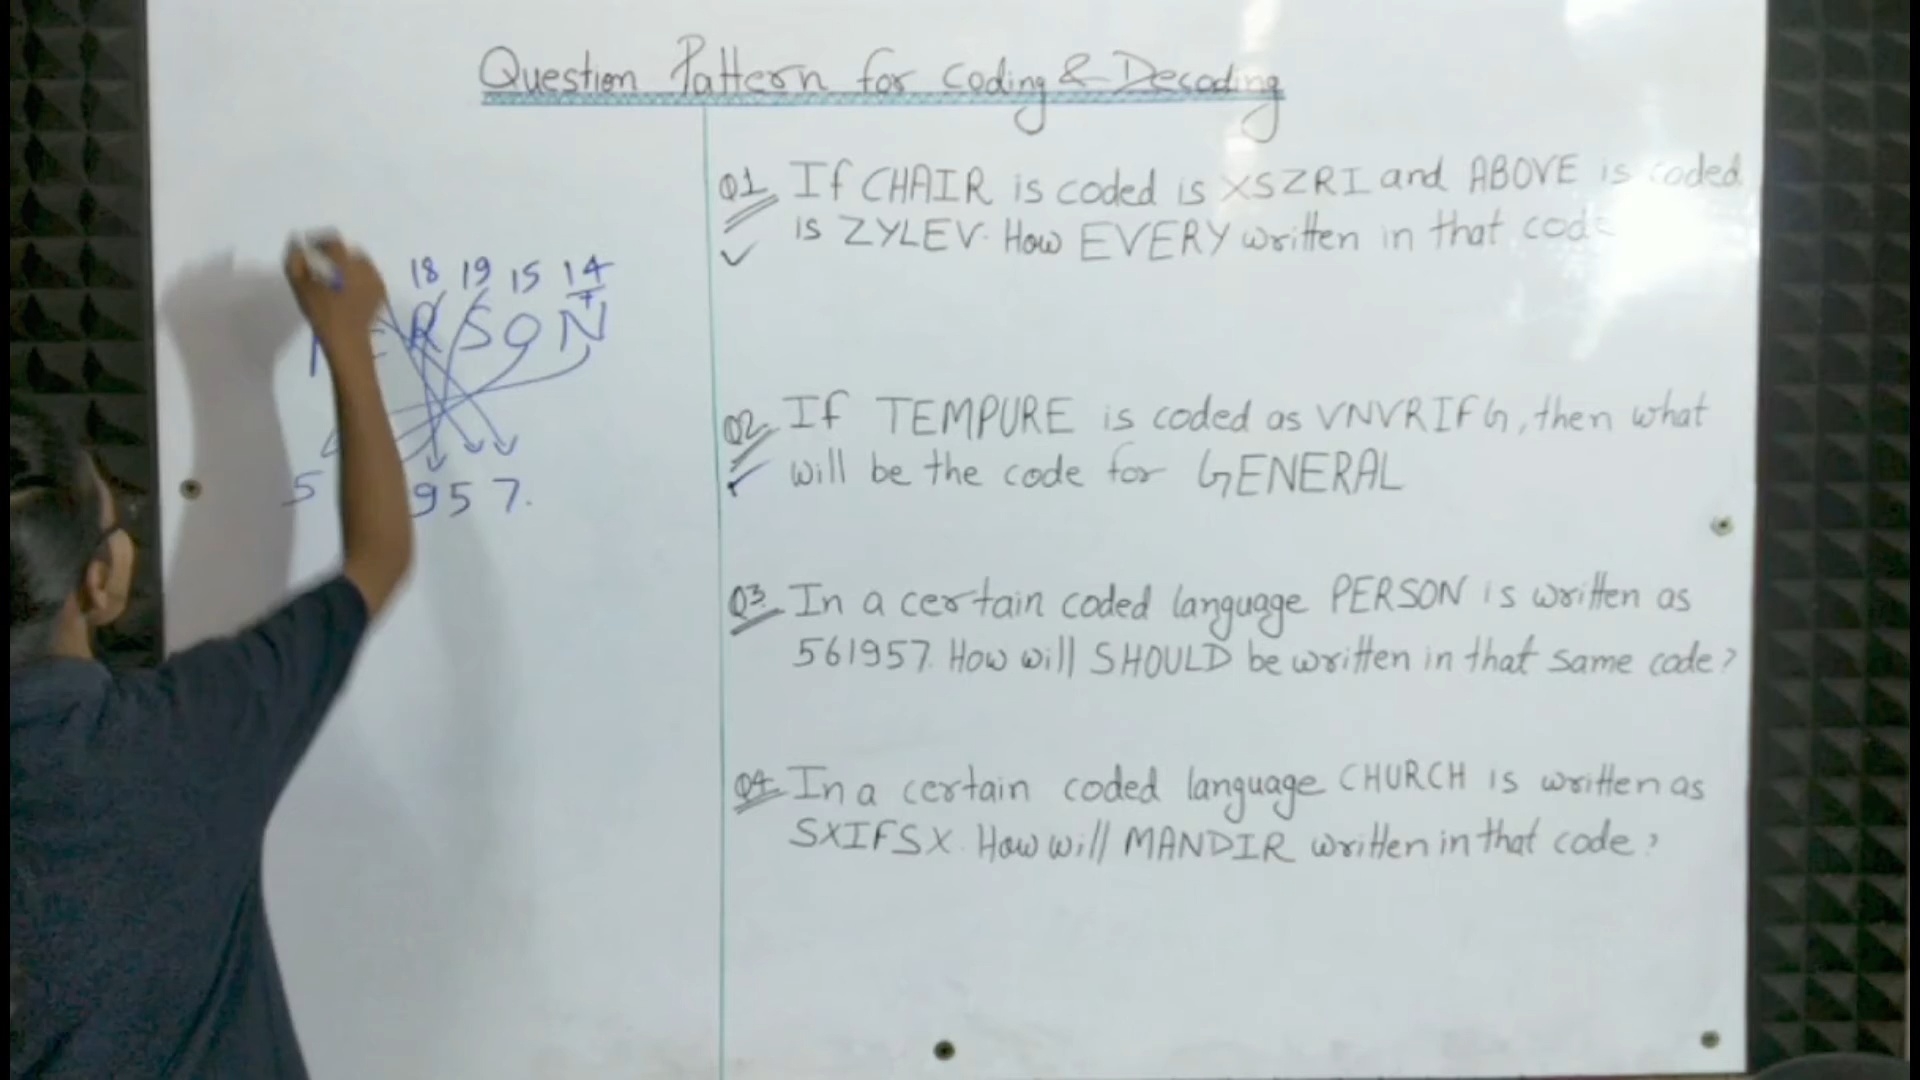 Question Pattern for Coding & Decoding
Q1 If CHAIR is coded is XSZRI and ABOVE is coded
is ZYLEV. How EVERY written in that code
Q2. If TEMPURE is coded as VNVRIFG, then what
will be the code for GENERAL
Q3. In a certain coded language PERSON is written as
561957. How will SHOULD be written in that same code?
Q4. In a certain coded language CHURCH is written as
SXIFSX. How will MANDIR written in that code?
18 19 15 14
RSON
5 957.